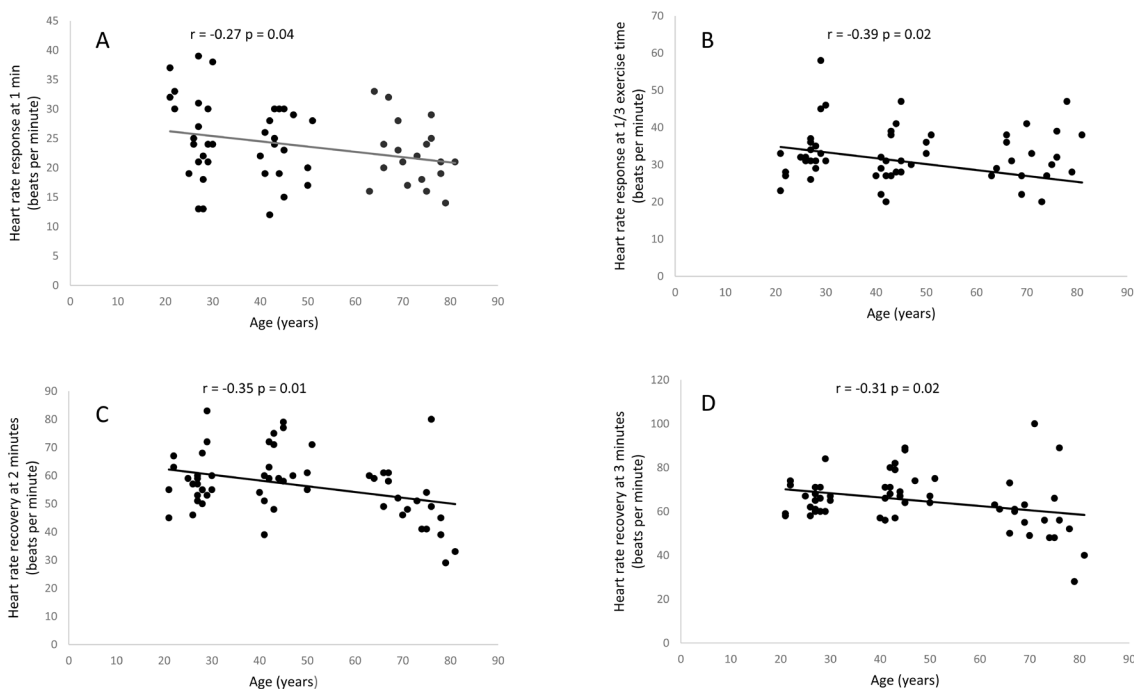 A
r = -0.27 p = 0.04
Heart rate response at 1 min
(beats per minute)
45
40
35
30
25
20
15
10
5
0
0 10 20 30 40 50 60 70 80 90
Age (years)
B
r = -0.39 p = 0.02
Heart rate response at 1/3 exercise time
(beats per minute)
70
60
50
40
30
20
10
0
0 10 20 30 40 50 60 70 80 90
Age (years)
C
r = -0.35 p = 0.01
Heart rate recovery at 2 minutes
(beats per minute)
90
80
70
60
50
40
30
20
10
0
0 10 20 30 40 50 60 70 80 90
Age (years)
D
r = -0.31 p = 0.02
Heart rate recovery at 3 minutes
(beats per minute)
120
100
80
60
40
20
0
0 10 20 30 40 50 60 70 80 90
Age (years)